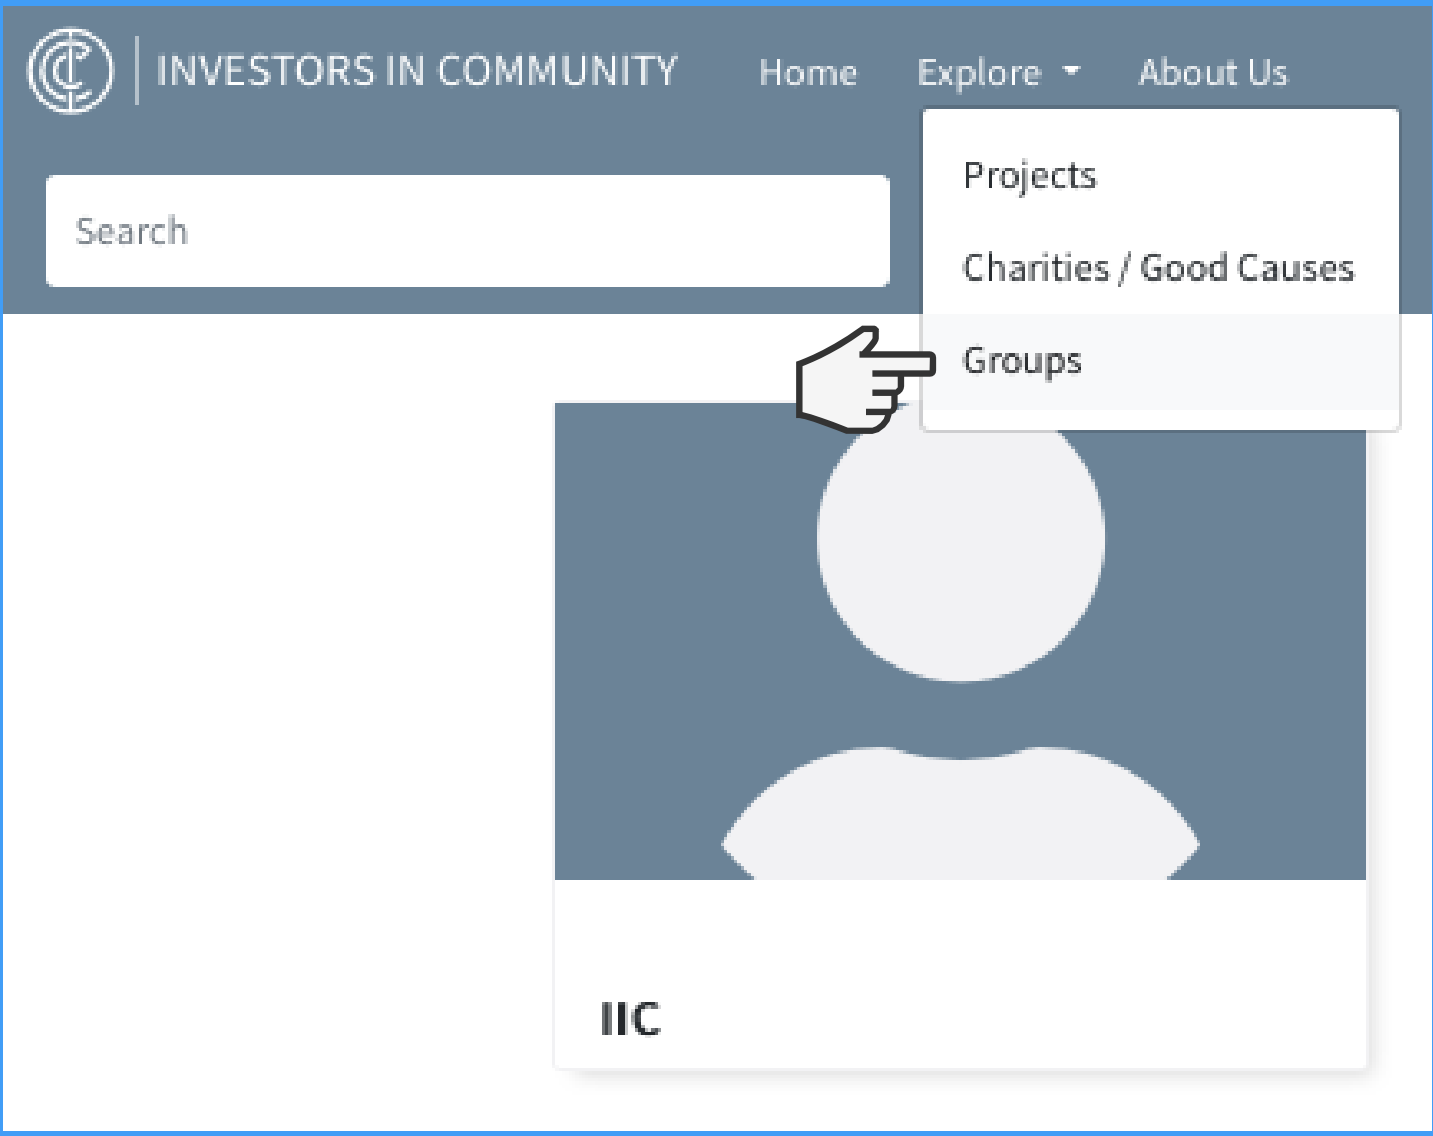 INVESTORS IN COMMUNITY
Home
Explore
About Us
Search
Projects
Charities / Good Causes
Groups
IIC